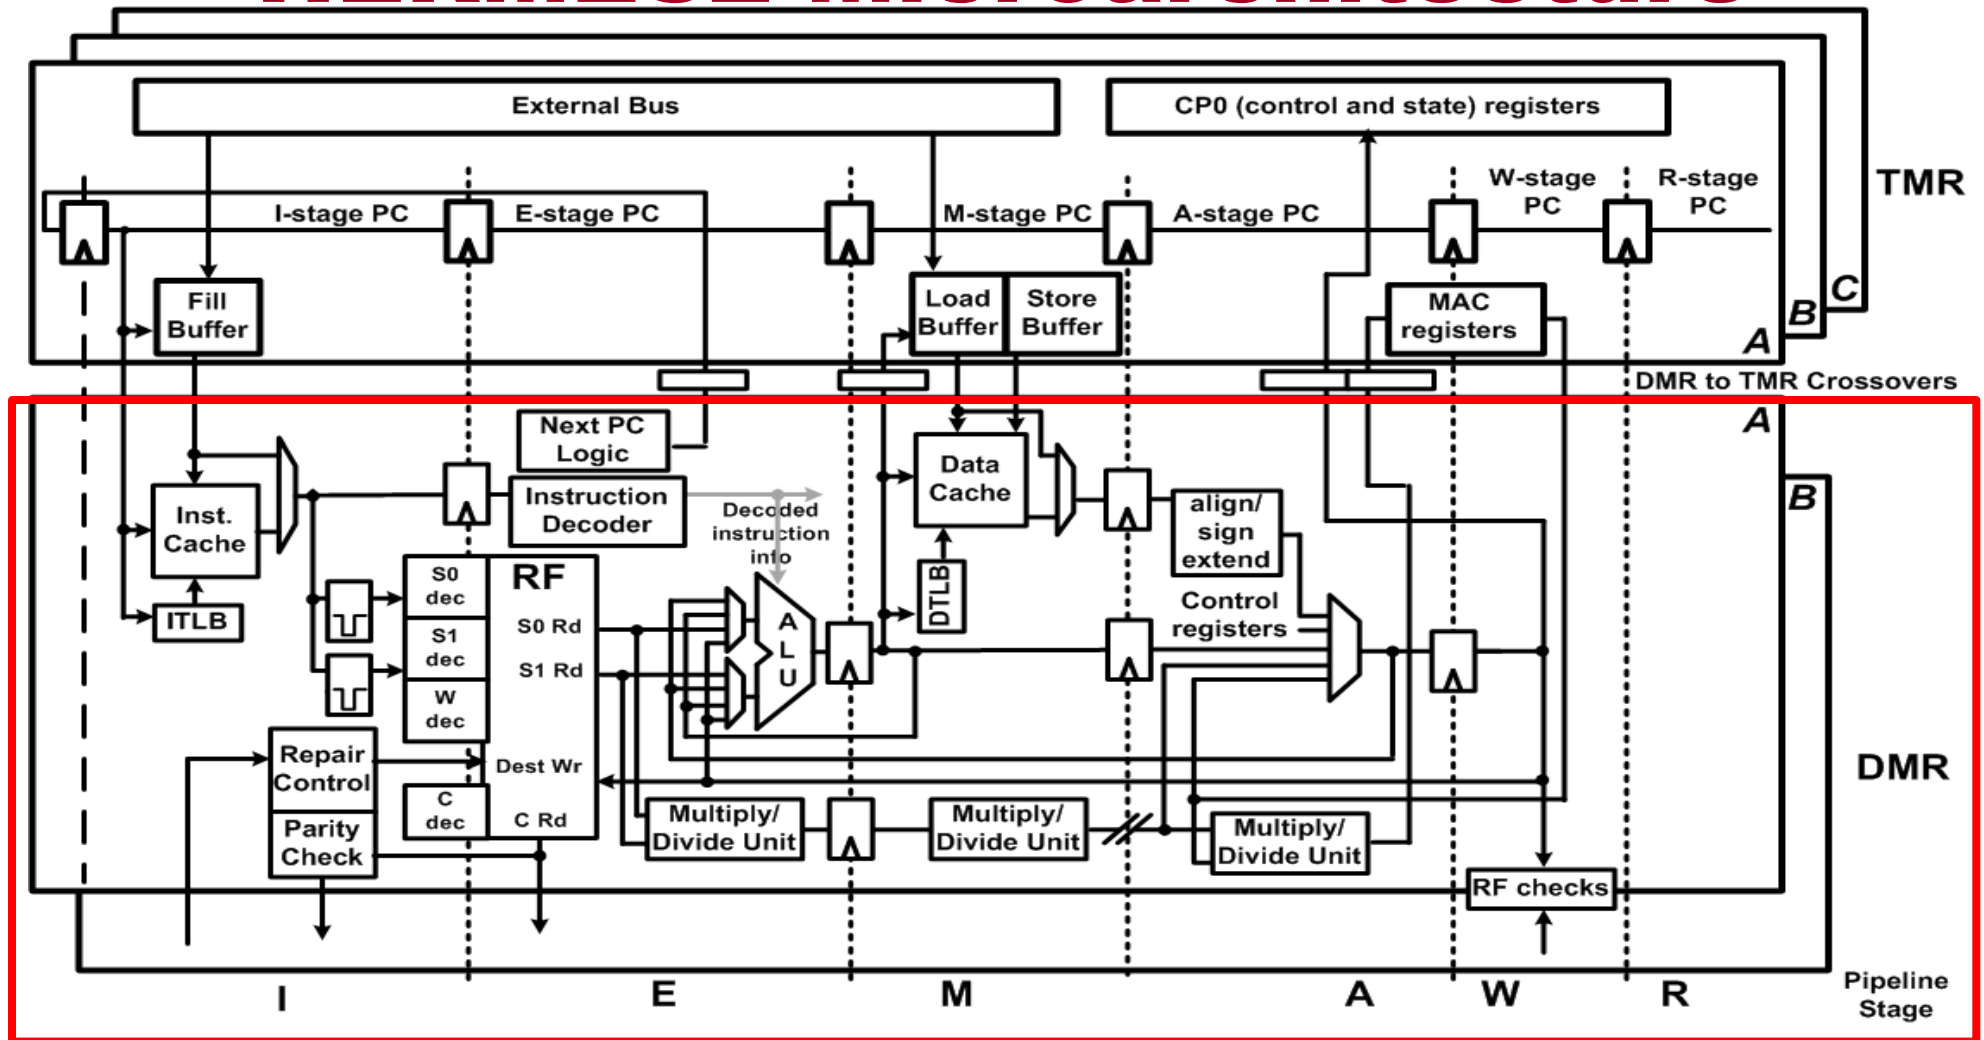 External Bus
CP0 (control and state) registers
TMR
I-stage PC
E-stage PC
M-stage PC
A-stage PC
W-stage
PC
R-stage
PC
Fill
Buffer
Load
Buffer
Store
Buffer
MAC
registers
A
B
C
DMR to TMR Crossovers
A
B
Next PC
Logic
Instruction
Decoder
Decoded
instruction
info
Inst.
Cache
ITLB
Data
Cache
DTLB
align/
sign
extend
Control
registers
S0
dec
S1
dec
W
dec
RF
S0 Rd
S1 Rd
A
L
U
Repair
Control
Parity
Check
C
dec
Dest Wr
C Rd
Multiply/
Divide Unit
Multiply/
Divide Unit
Multiply/
Divide Unit
RF checks
DMR
I
E
M
A
W
R
Pipeline
Stage